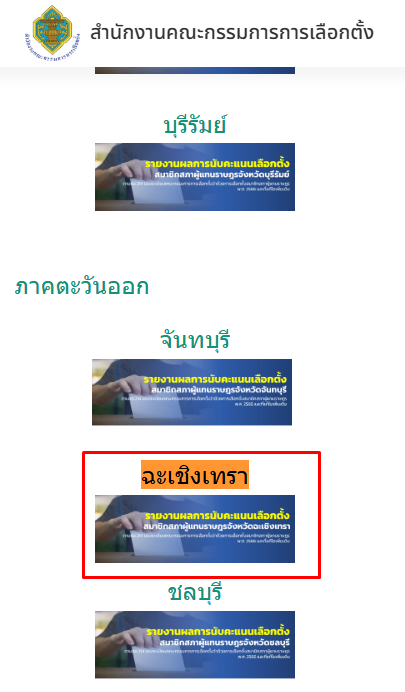 สำนักงานคณะกรรมการการเลือกตั้ง
บุรีรัมย์
รายงานผลการนับคะแนนเลือกตั้ง
สมาชิกสภาผู้แทนราษฎรจังหวัดบุรีรัมย์
ภาคตะวันออก
จันทบุรี
รายงานผลการนับคะแนนเลือกตั้ง
สมาชิกสภาผู้แทนราษฎรจังหวัดจันทบุรี
ฉะเชิงเทรา
รายงานผลการนับคะแนนเลือกตั้ง
สมาชิกสภาผู้แทนราษฎรจังหวัดฉะเชิงเทรา
ชลบุรี
รายงานผลการนับคะแนนเลือกตั้ง
สมาชิกสภาผู้แทนราษฎรจังหวัดชลบุรี